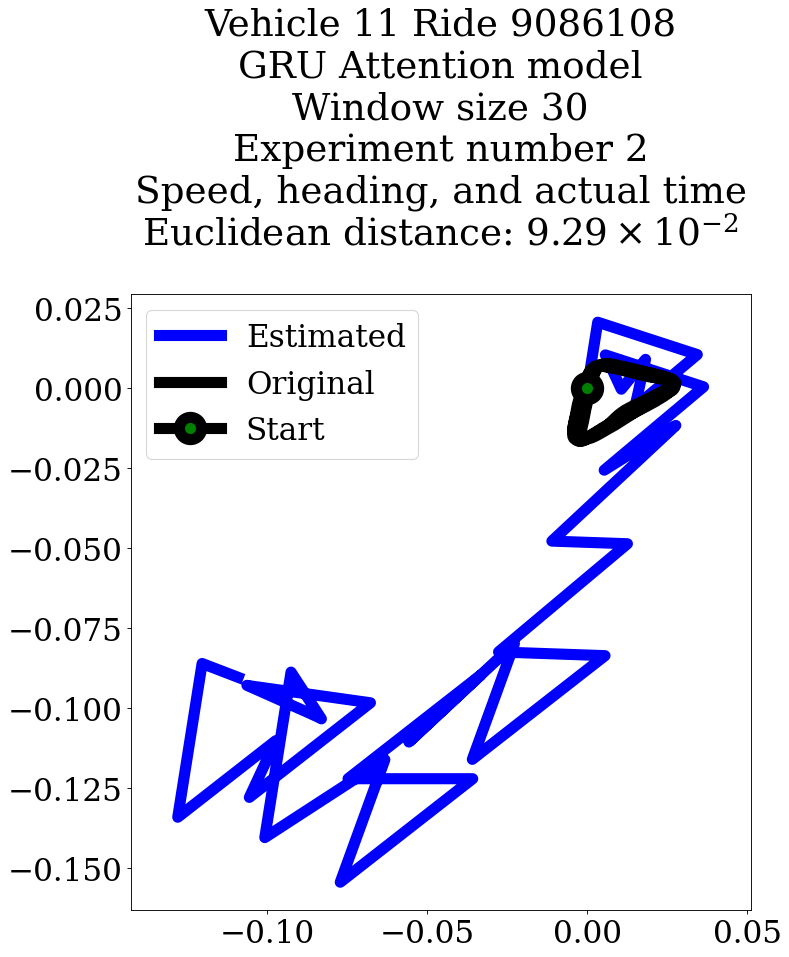 Vehicle 11 Ride 9086108
GRU Attention model
Window size 30
Experiment number 2
Speed, heading, and actual time
Euclidean distance: 9.29 × 10⁻²
Estimated
Original
Start
0.025
0.000
−0.025
−0.050
−0.075
−0.100
−0.125
−0.150
−0.10
−0.05
0.00
0.05